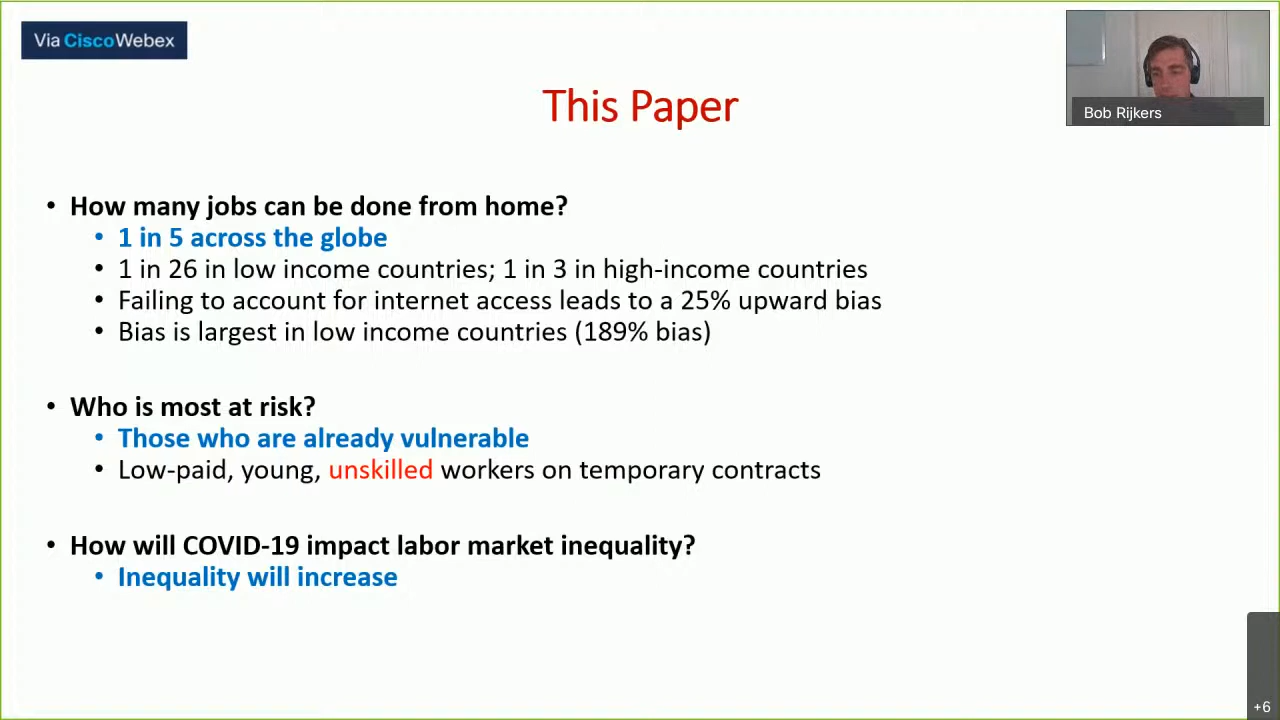 Via CiscoWebex
Bob Rijkers
This Paper
• How many jobs can be done from home?
• 1 in 5 across the globe
• 1 in 26 in low income countries; 1 in 3 in high-income countries
• Failing to account for internet access leads to a 25% upward bias
• Bias is largest in low income countries (189% bias)
• Who is most at risk?
• Those who are already vulnerable
• Low-paid, young, unskilled workers on temporary contracts
• How will COVID-19 impact labor market inequality?
• Inequality will increase
+6